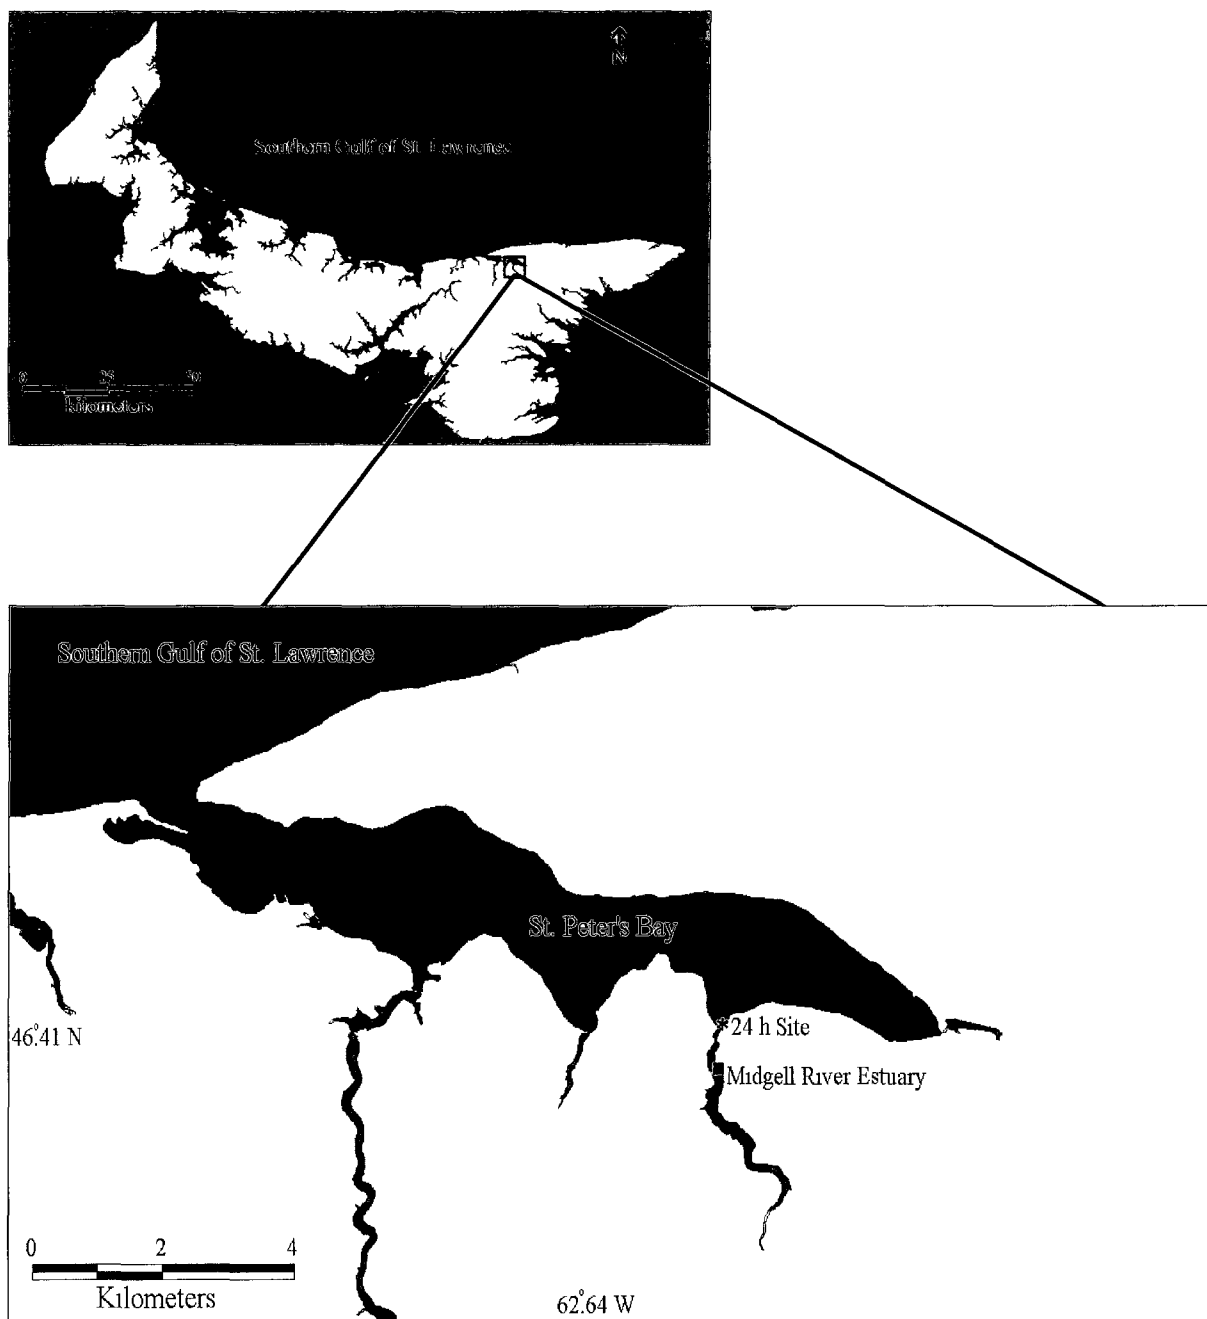 N
Southern Gulf of St. Lawrence
0 25 50
kilometers
Southern Gulf of St. Lawrence
St. Peter's Bay
*24 h Site
46°.41 N
Midgell River Estuary
0 2 4
Kilometers
62°.64 W